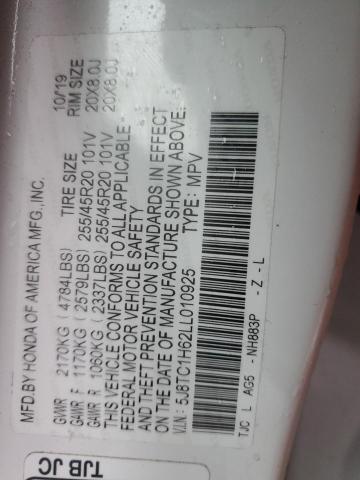 MFD.BY HONDA OF AMERICA MFG.,INC. 10/19
GVWR 2170KG (4784LBS) TIRE SIZE RIM SIZE
GAWR F 1170KG (2579LBS) 255/45R20 101V 20X8.0J
GAWR R 1060KG (2337LBS) 255/45R20 101V 20X8.0J
THIS VEHICLE CONFORMS TO ALL APPLICABLE
FEDERAL MOTOR VEHICLE SAFETY
AND THEFT PREVENTION STANDARDS IN EFFECT
ON THE DATE OF MANUFACTURE SHOWN ABOVE.
V.I.N.: 5J8TC1H62LL010925 TYPE: MPV
TJC L AG5 -NH883P - Z - L
TJB JC